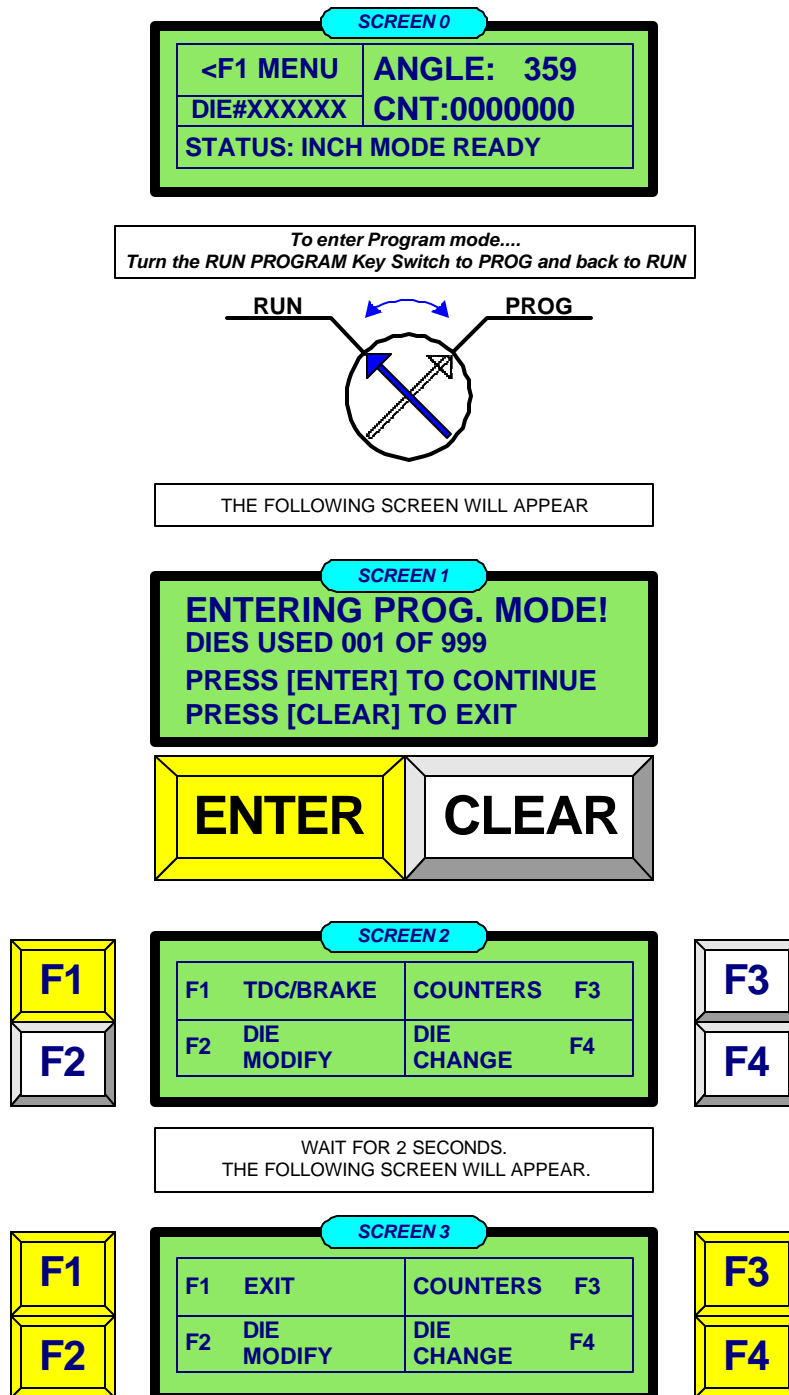 SCREEN 0
<F1 MENU ANGLE: 359
DIE#XXXXXX CNT:0000000
STATUS: INCH MODE READY
To enter Program mode....
Turn the RUN PROGRAM Key Switch to PROG and back to RUN
RUN PROG
THE FOLLOWING SCREEN WILL APPEAR
SCREEN 1
ENTERING PROG. MODE!
DIES USED 001 OF 999
PRESS [ENTER] TO CONTINUE
PRESS [CLEAR] TO EXIT
ENTER CLEAR
SCREEN 2
F1 F1 TDC/BRAKE COUNTERS F3 F3
F2 F2 DIE MODIFY DIE CHANGE F4 F4
WAIT FOR 2 SECONDS.
THE FOLLOWING SCREEN WILL APPEAR.
SCREEN 3
F1 F1 EXIT COUNTERS F3 F3
F2 F2 DIE MODIFY DIE CHANGE F4 F4